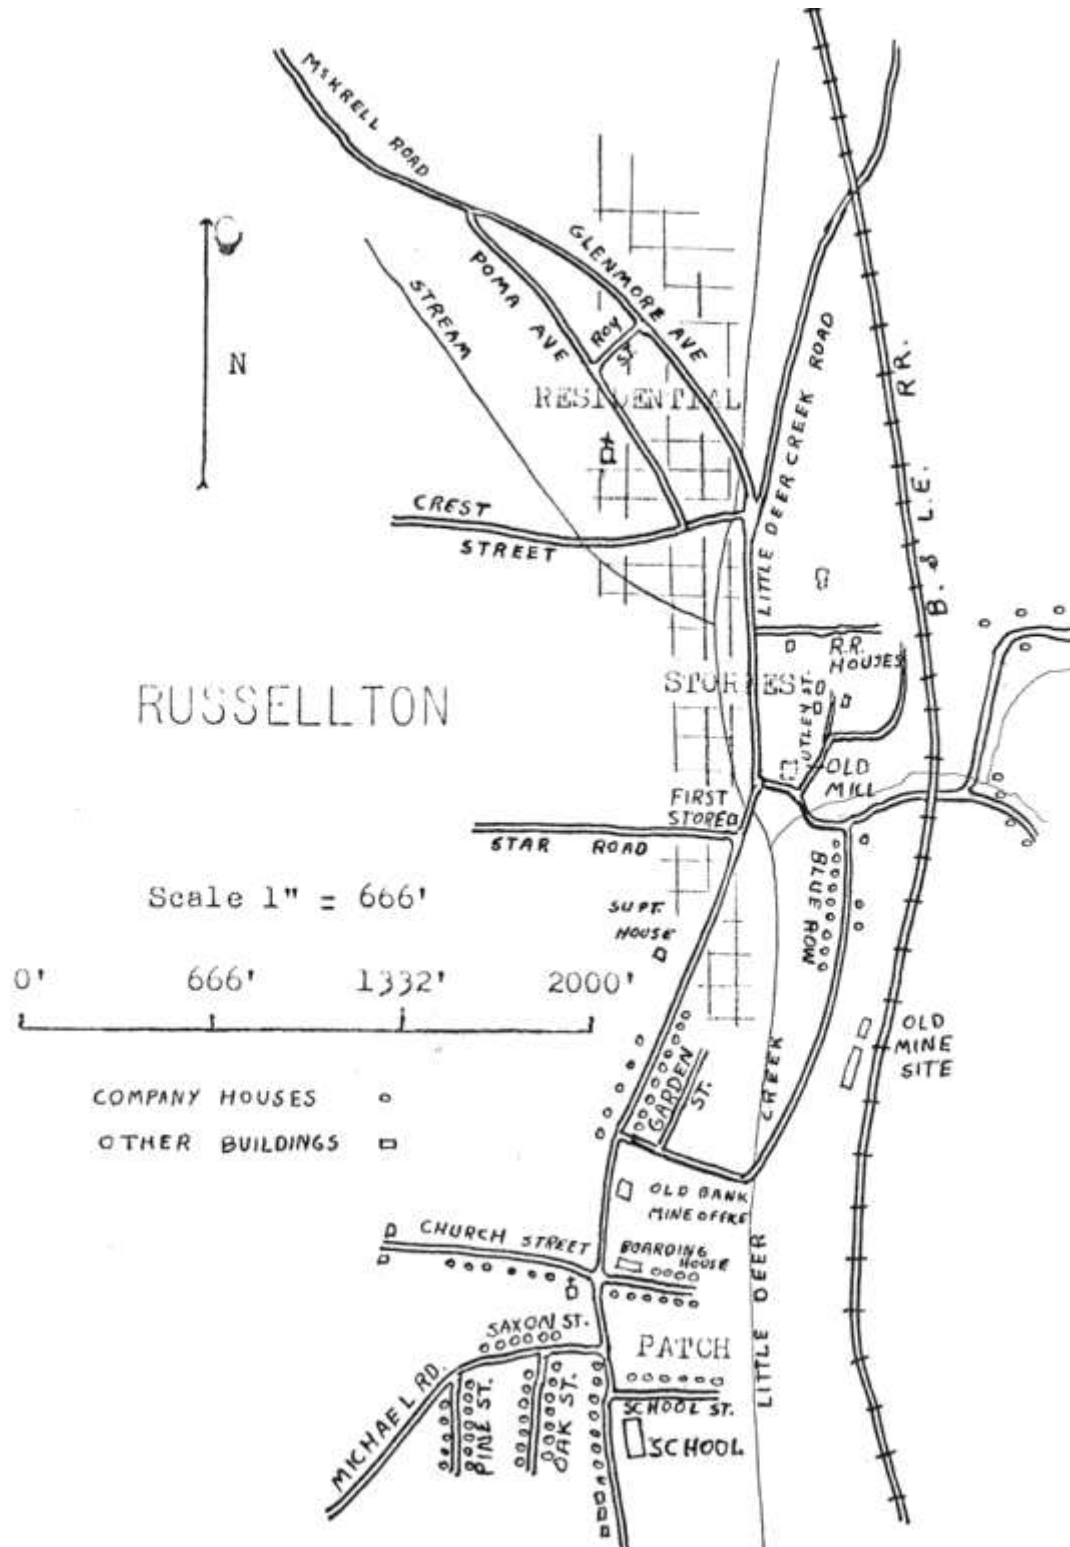 McKRELL ROAD
GLENMORE AVE
POMA AVE
ROY ST.
STREAM
N
RESIDENTIAL
CREST
STREET
LITTLE DEER CREEK ROAD
B. & L.E. RR.
R.R.
HOUSES
RUSSELLTON
STORIES
UTLEY ST.
OLD
MILL
FIRST
STORE
STAR ROAD
BLUE ROW
Scale 1" = 666'
SUPT.
HOUSE
0' 666' 1332' 2000'
OLD
MINE
SITE
GARDEN
ST.
COMPANY HOUSES
OTHER BUILDINGS
LITTLE DEER CREEK
OLD BANK
MINE OFFICE
CHURCH STREET
BOARDING
HOUSE
SAXON ST.
PATCH
MICHAEL RD.
PINE ST.
OAK ST.
SCHOOL ST.
SCHOOL